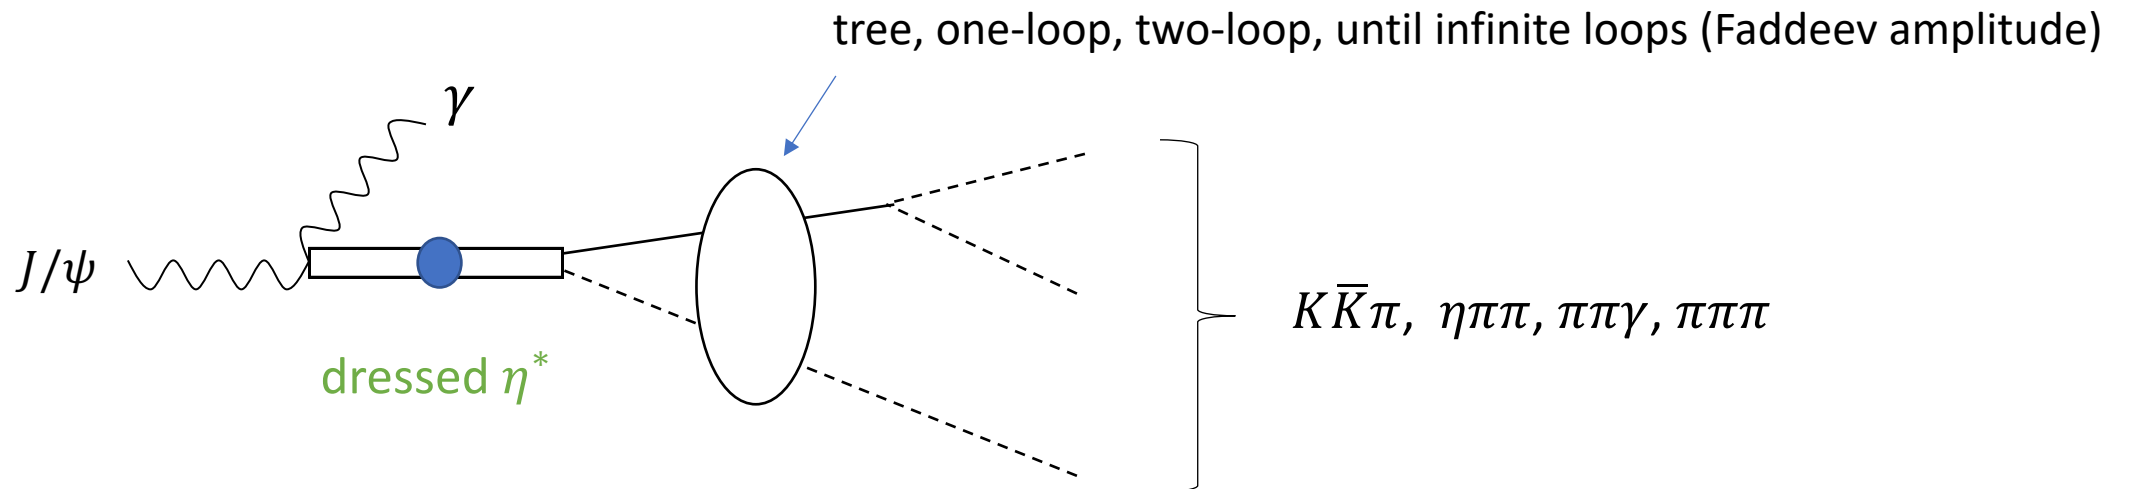 tree, one-loop, two-loop, until infinite loops (Faddeev amplitude)
γ
J/ψ
dressed η*
KK̅π, ηππ, ππγ, πππ